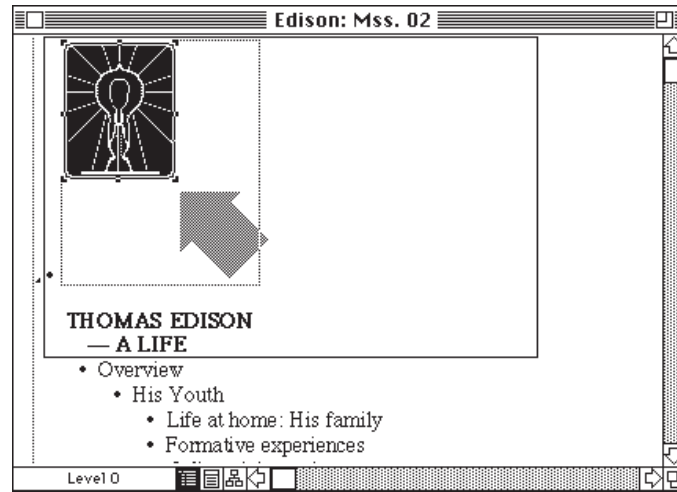 Edison: Mss. 02
THOMAS EDISON
— A LIFE
• Overview
• His Youth
• Life at home: His family
• Formative experiences
Level 0